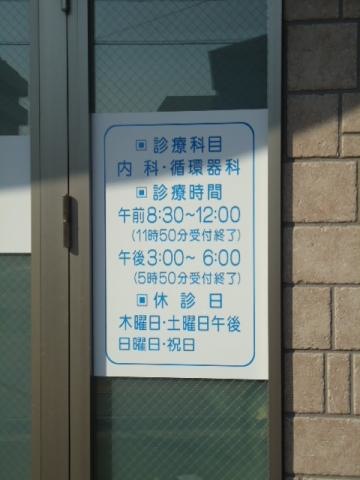 ▣ 診療科目
内 科・循環器科
▣ 診療時間
午前8:30~12:00
(11時50分受付終了)
午後3:00~ 6:00
(5時50分受付終了)
▣ 休 診 日
木曜日・土曜日午後
日曜日・祝日